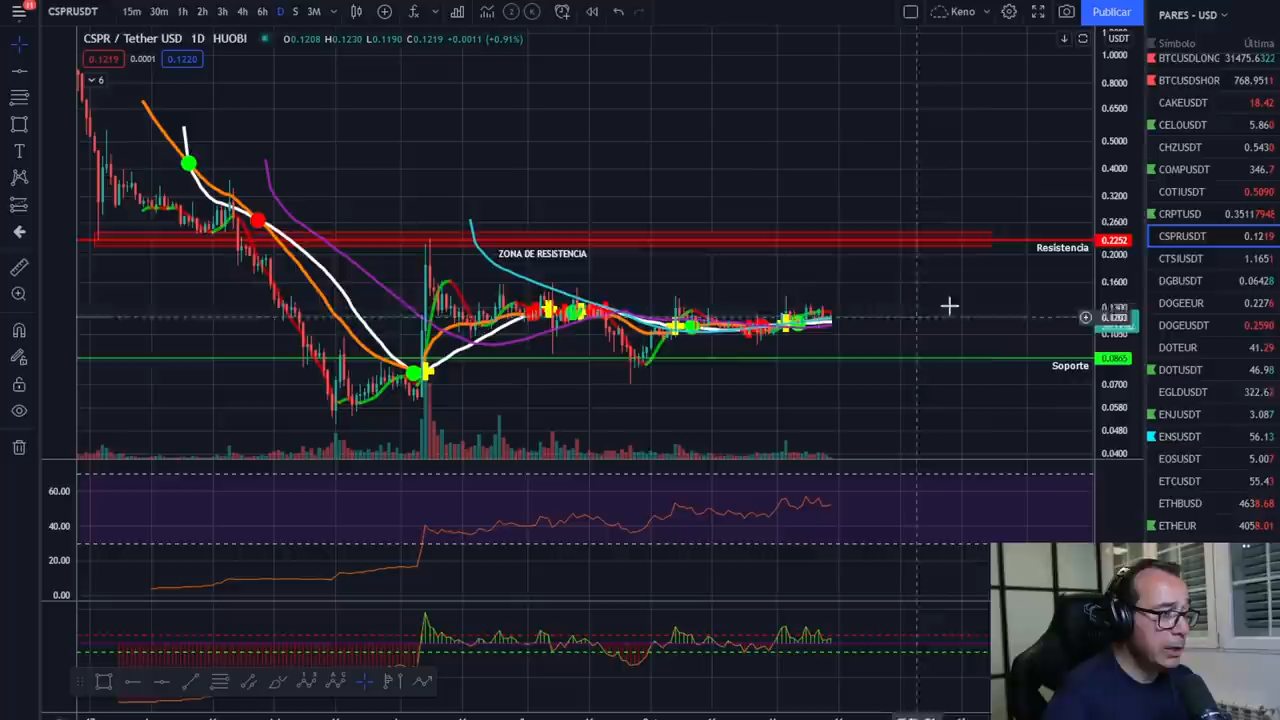 11
CSPRUSDT 15m 30m 1h 2h 3h 4h 6h D S 3M Keno Publicar
CSPR / Tether USD 1D HUOBI O0.1208 H0.1230 L0.1190 C0.1219 +0.0011 (+0.91%)
0.1219 0.0001 0.1220
6
USDT
1.0000
0.8000
0.6500
0.5000
0.4000
0.3200
0.2600
0.2252
Resistencia
0.2000
ZONA DE RESISTENCIA
0.1600
0.0865
Soporte
0.0700
0.0580
0.0480
0.0400
60.00
40.00
20.00
0.00
PARES - USD
Símbolo Última
BTCUSDLONG 31475.6322
BTCUSDSHOR 768.9511
CAKEUSDT 18.42
CELOUSDT 5.860
CHZUSDT 0.5430
COMPUSDT 346.7
COTIUSDT 0.5090
CRPTUSD 0.35117948
CSPRUSDT 0.1219
CTSIUSDT 1.1651
DGBUSDT 0.06428
DOGEEUR 0.2276
DOGEUSDT 0.2590
DOTEUR 41.29
DOTUSDT 46.98
EGLDUSDT 322.67
ENJUSDT 3.087
ENSUSDT 56.13
EOSUSDT 5.007
ETCUSDT 55.43
ETHBUSD 4638.68
ETHEUR 4058.01